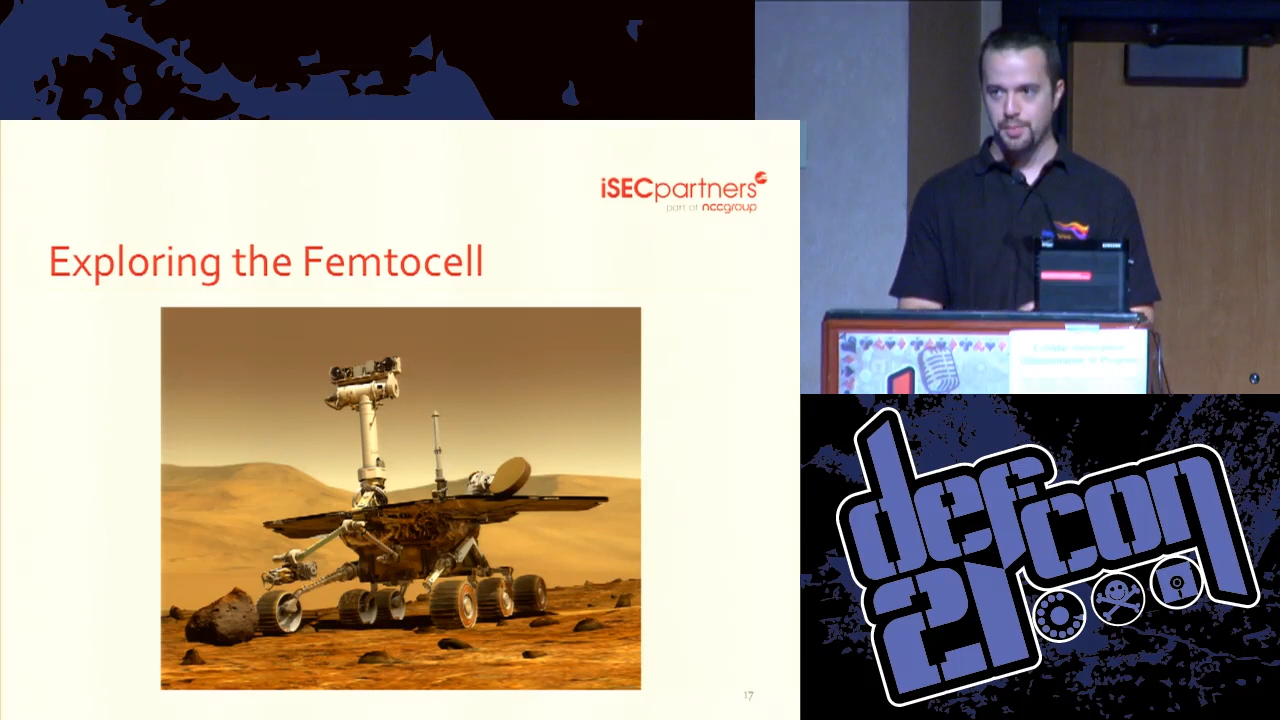 iSECpartners
part of nccgroup
Exploring the Femtocell
17
defcon
21